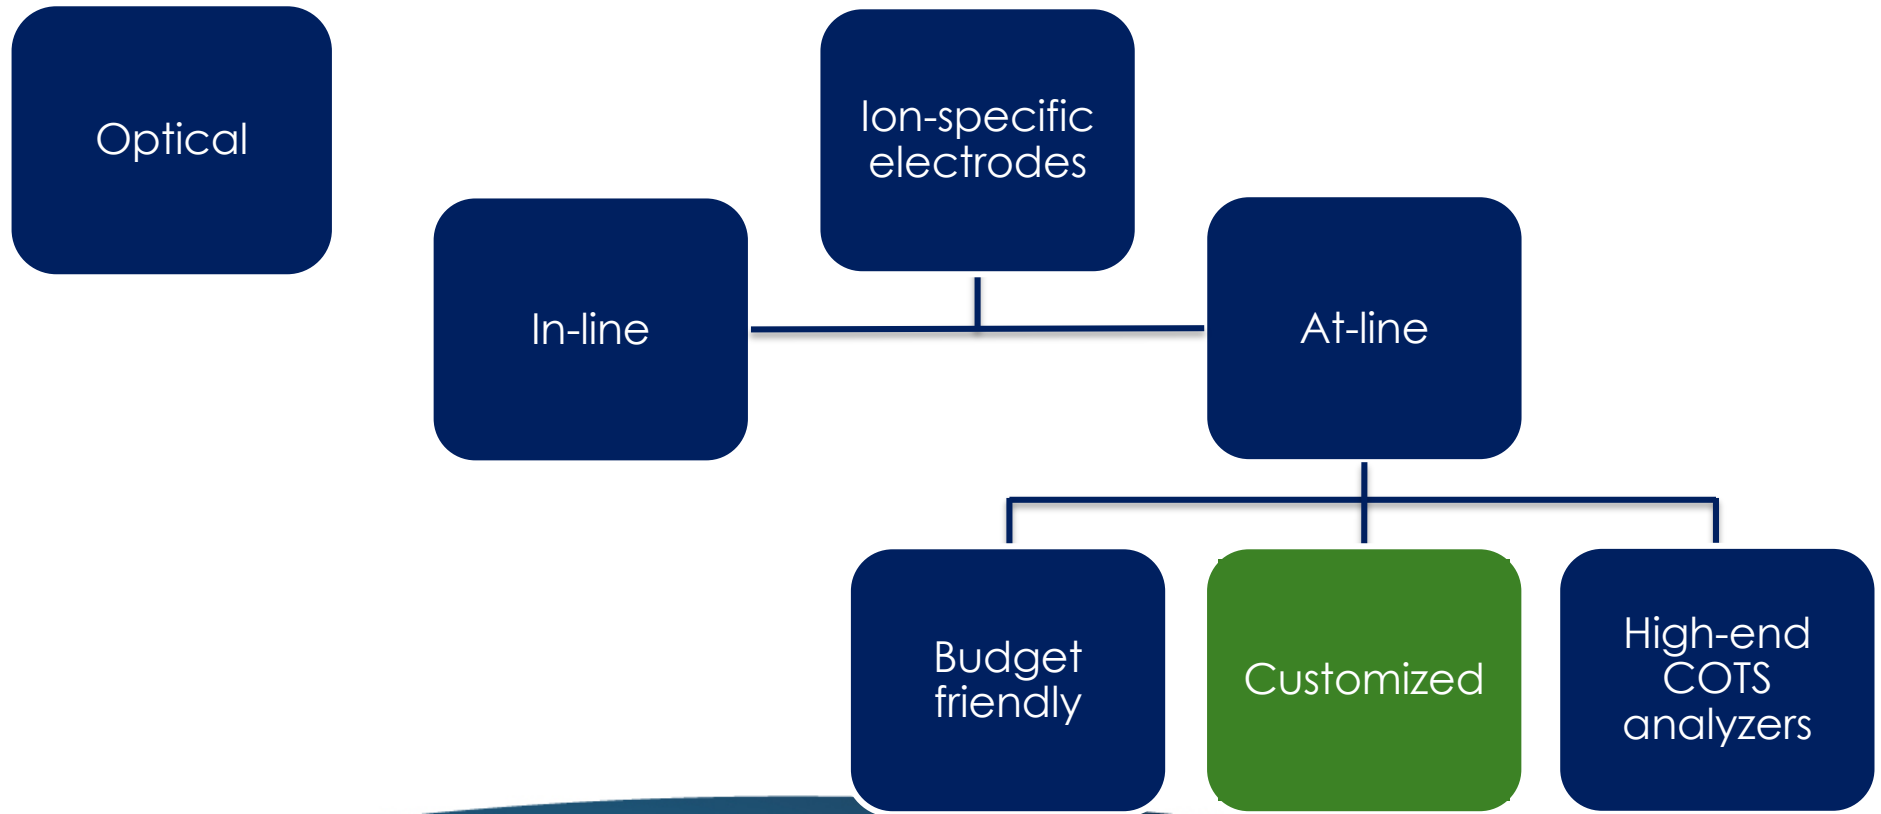 Optical
Ion-specific
electrodes
In-line
At-line
Budget
friendly
Customized
High-end
COTS
analyzers